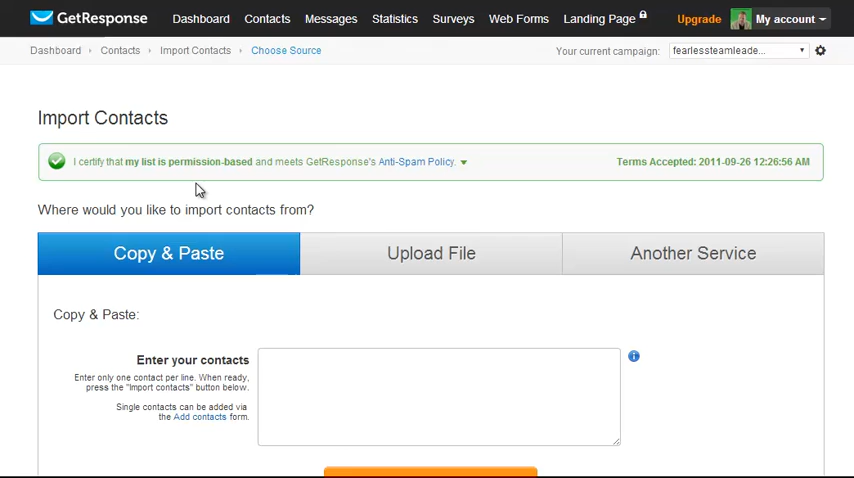 GetResponse Dashboard Contacts Messages Statistics Surveys Web Forms Landing Page Upgrade My account
Dashboard Contacts Import Contacts Choose Source Your current campaign: fearlessteamleade...
Import Contacts
I certify that my list is permission-based and meets GetResponse's Anti-Spam Policy. Terms Accepted: 2011-09-26 12:26:56 AM
Where would you like to import contacts from?
Copy & Paste Upload File Another Service
Copy & Paste:
Enter your contacts
Enter only one contact per line. When ready,
press the "Import contacts" button below.
Single contacts can be added via
the Add contacts form.